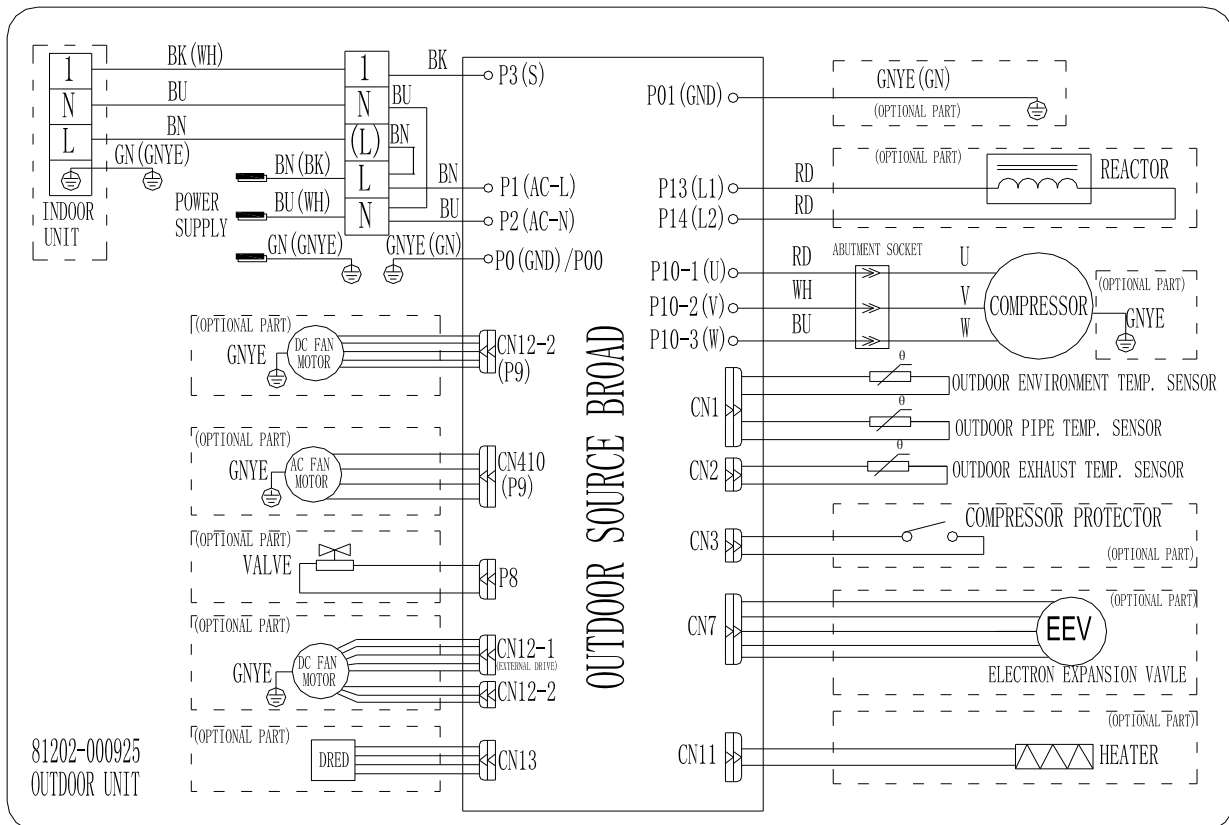 BK(WH)
BU
BN
GN(GNYE)
1
N
L
INDOOR
UNIT
BN(BK)
BU(WH)
GN(GNYE)
POWER
SUPPLY
1
N
(L)
L
N
BK
BU
BN
BN
BU
GNYE(GN)
P3(S)
P1(AC-L)
P2(AC-N)
P0(GND)/P00
(OPTIONAL PART)
GNYE
DC FAN
MOTOR
CN12-2
(P9)
(OPTIONAL PART)
GNYE
AC FAN
MOTOR
CN410
(P9)
(OPTIONAL PART)
VALVE
P8
(OPTIONAL PART)
GNYE
DC FAN
MOTOR
CN12-1
(EXTERNAL DRIVE)
CN12-2
(OPTIONAL PART)
DRED
CN13
81202-000925
OUTDOOR UNIT
OUTDOOR SOURCE BROAD
P01(GND)
GNYE(GN)
(OPTIONAL PART)
(OPTIONAL PART)
REACTOR
P13(L1)
RD
P14(L2)
RD
ABUTMENT SOCKET
P10-1(U)
RD
U
P10-2(V)
WH
V
P10-3(W)
BU
W
COMPRESSOR
(OPTIONAL PART)
GNYE
CN1
θ
OUTDOOR ENVIRONMENT TEMP. SENSOR
θ
OUTDOOR PIPE TEMP. SENSOR
CN2
θ
OUTDOOR EXHAUST TEMP. SENSOR
CN3
COMPRESSOR PROTECTOR
(OPTIONAL PART)
CN7
(OPTIONAL PART)
EEV
ELECTRON EXPANSION VAVLE
(OPTIONAL PART)
CN11
HEATER